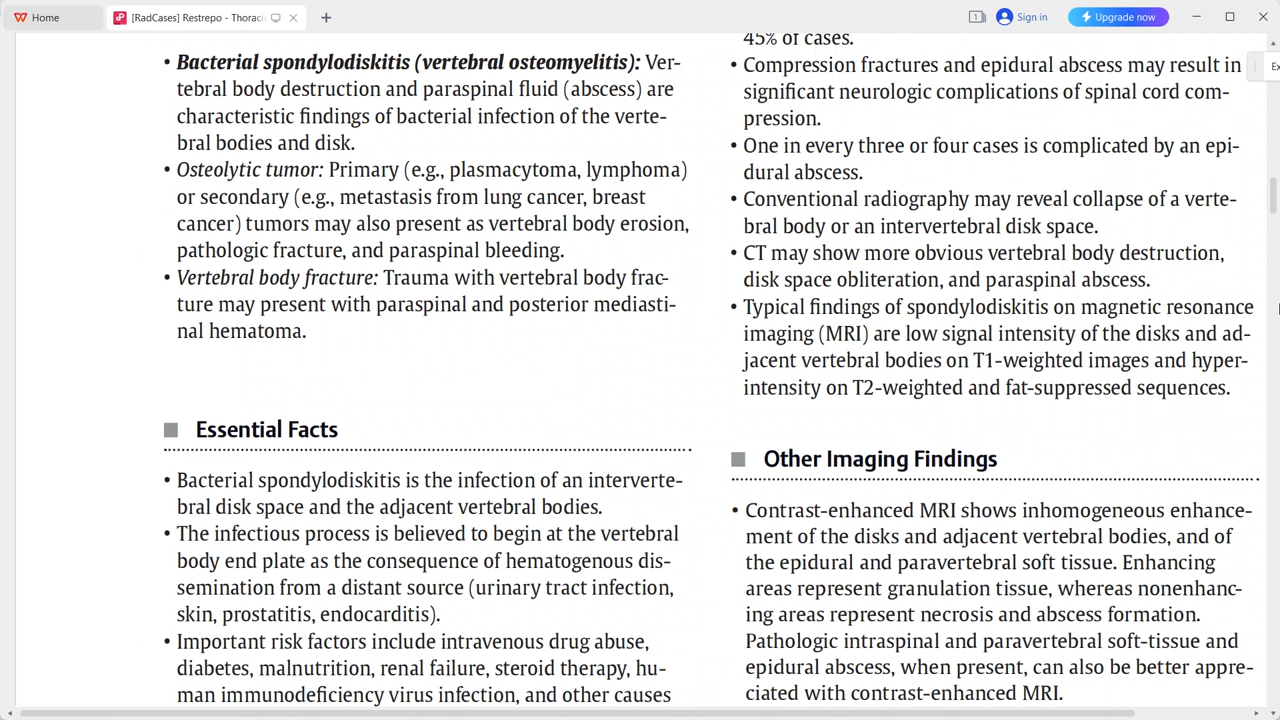 Home
[RadCases] Restrepo - Thoraci
Sign in
Upgrade now
• Bacterial spondylodiskitis (vertebral osteomyelitis): Ver-
tebral body destruction and paraspinal fluid (abscess) are
characteristic findings of bacterial infection of the verte-
bral bodies and disk.
• Osteolytic tumor: Primary (e.g., plasmacytoma, lymphoma)
or secondary (e.g., metastasis from lung cancer, breast
cancer) tumors may also present as vertebral body erosion,
pathologic fracture, and paraspinal bleeding.
• Vertebral body fracture: Trauma with vertebral body frac-
ture may present with paraspinal and posterior mediasti-
nal hematoma.
Essential Facts
• Bacterial spondylodiskitis is the infection of an interverte-
bral disk space and the adjacent vertebral bodies.
• The infectious process is believed to begin at the vertebral
body end plate as the consequence of hematogenous dis-
semination from a distant source (urinary tract infection,
skin, prostatitis, endocarditis).
• Important risk factors include intravenous drug abuse,
diabetes, malnutrition, renal failure, steroid therapy, hu-
man immunodeficiency virus infection, and other causes
45% of cases.
• Compression fractures and epidural abscess may result in
significant neurologic complications of spinal cord com-
pression.
• One in every three or four cases is complicated by an epi-
dural abscess.
• Conventional radiography may reveal collapse of a verte-
bral body or an intervertebral disk space.
• CT may show more obvious vertebral body destruction,
disk space obliteration, and paraspinal abscess.
• Typical findings of spondylodiskitis on magnetic resonance
imaging (MRI) are low signal intensity of the disks and ad-
jacent vertebral bodies on T1-weighted images and hyper-
intensity on T2-weighted and fat-suppressed sequences.
Other Imaging Findings
• Contrast-enhanced MRI shows inhomogeneous enhance-
ment of the disks and adjacent vertebral bodies, and of
the epidural and paravertebral soft tissue. Enhancing
areas represent granulation tissue, whereas nonenhanc-
ing areas represent necrosis and abscess formation.
Pathologic intraspinal and paravertebral soft-tissue and
epidural abscess, when present, can also be better appre-
ciated with contrast-enhanced MRI.
Ex